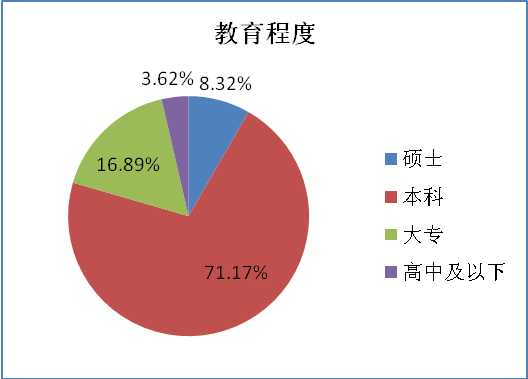 教育程度
3.62%
8.32%
16.89%
71.17%
硕士
本科
大专
高中及以下